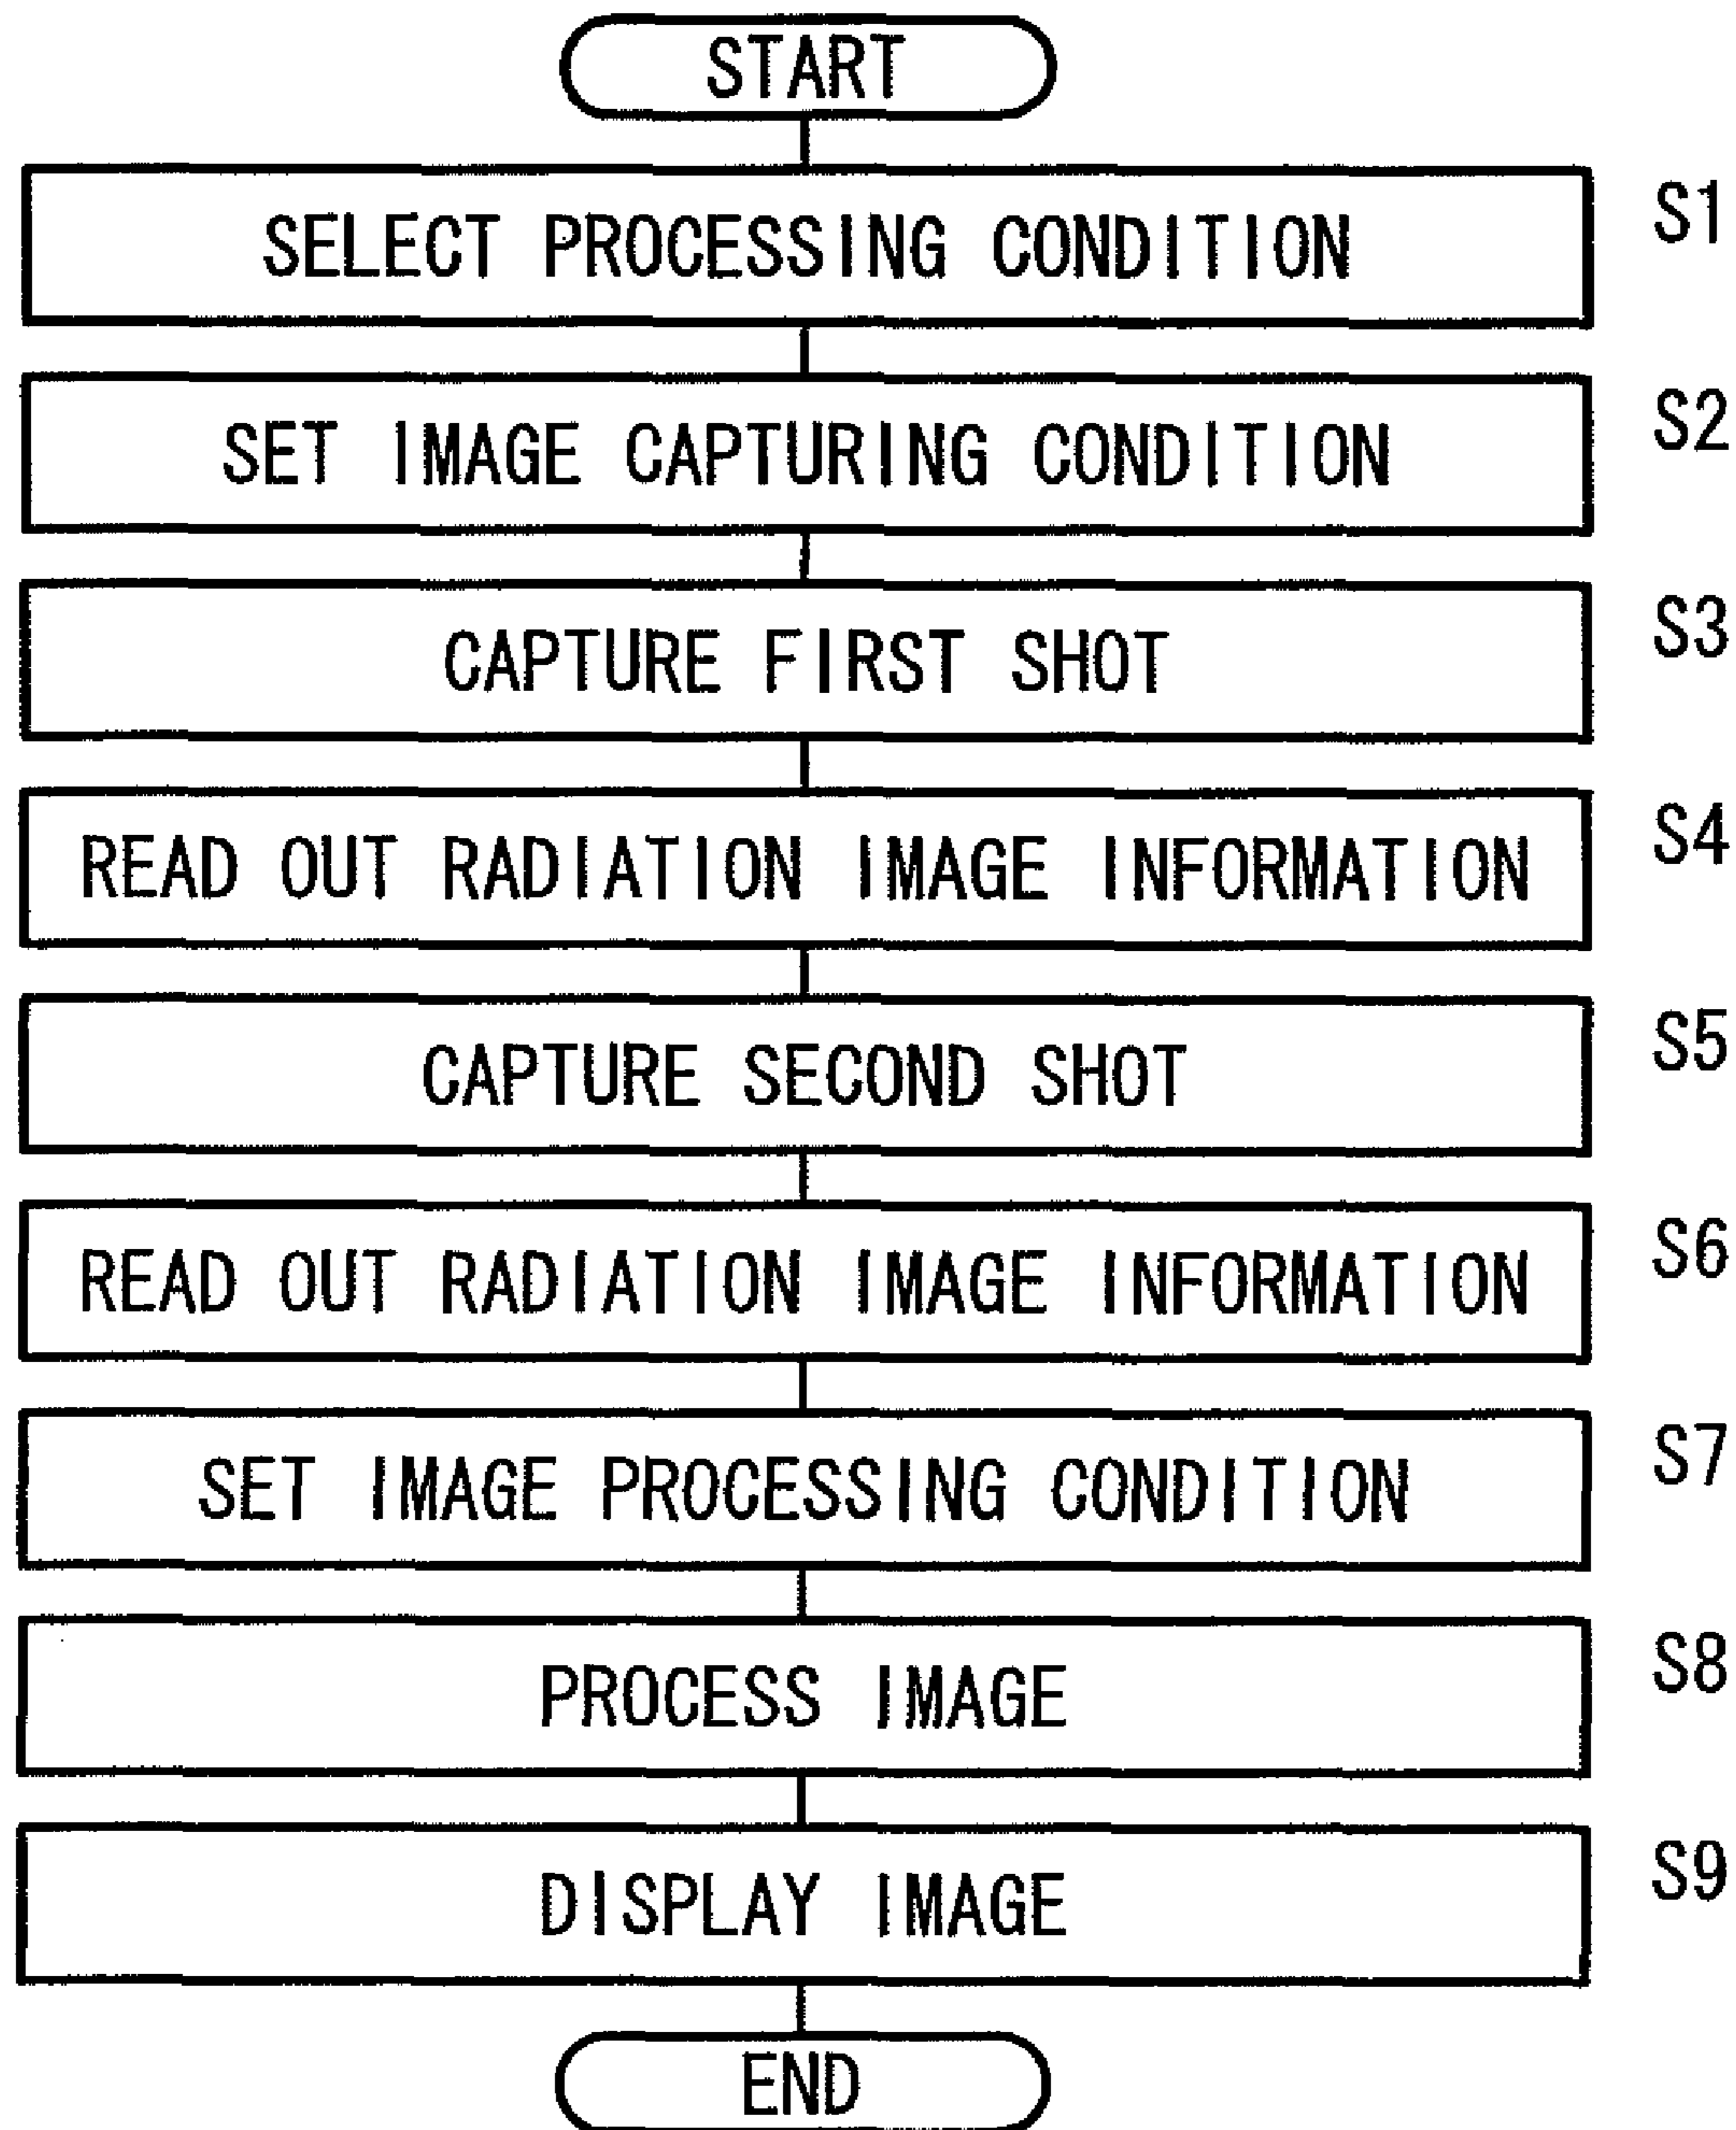 START
SELECT PROCESSING CONDITION S1
SET IMAGE CAPTURING CONDITION S2
CAPTURE FIRST SHOT S3
READ OUT RADIATION IMAGE INFORMATION S4
CAPTURE SECOND SHOT S5
READ OUT RADIATION IMAGE INFORMATION S6
SET IMAGE PROCESSING CONDITION S7
PROCESS IMAGE S8
DISPLAY IMAGE S9
END